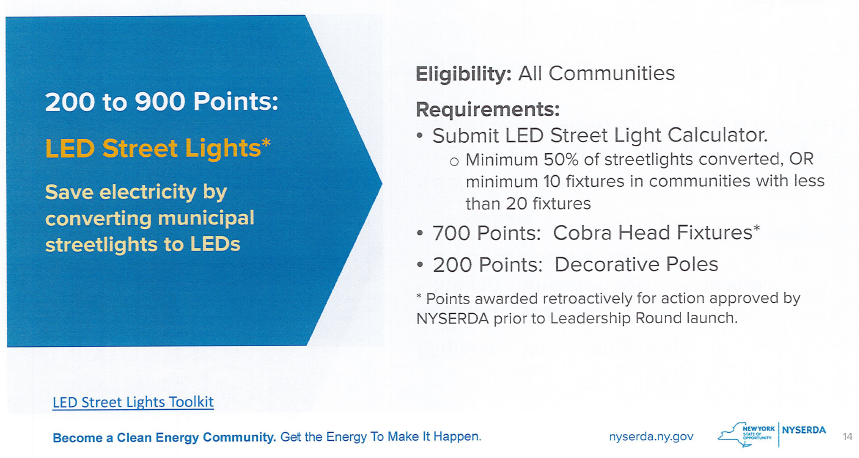 200 to 900 Points:
LED Street Lights*
Save electricity by
converting municipal
streetlights to LEDs
Eligibility: All Communities
Requirements:
• Submit LED Street Light Calculator.
o Minimum 50% of streetlights converted, OR
minimum 10 fixtures in communities with less
than 20 fixtures
• 700 Points: Cobra Head Fixtures*
• 200 Points: Decorative Poles
* Points awarded retroactively for action approved by
NYSERDA prior to Leadership Round launch.
LED Street Lights Toolkit
Become a Clean Energy Community. Get the Energy To Make It Happen.
nyserda.ny.gov
NEW YORK
STATE OF
OPPORTUNITY
NYSERDA
14